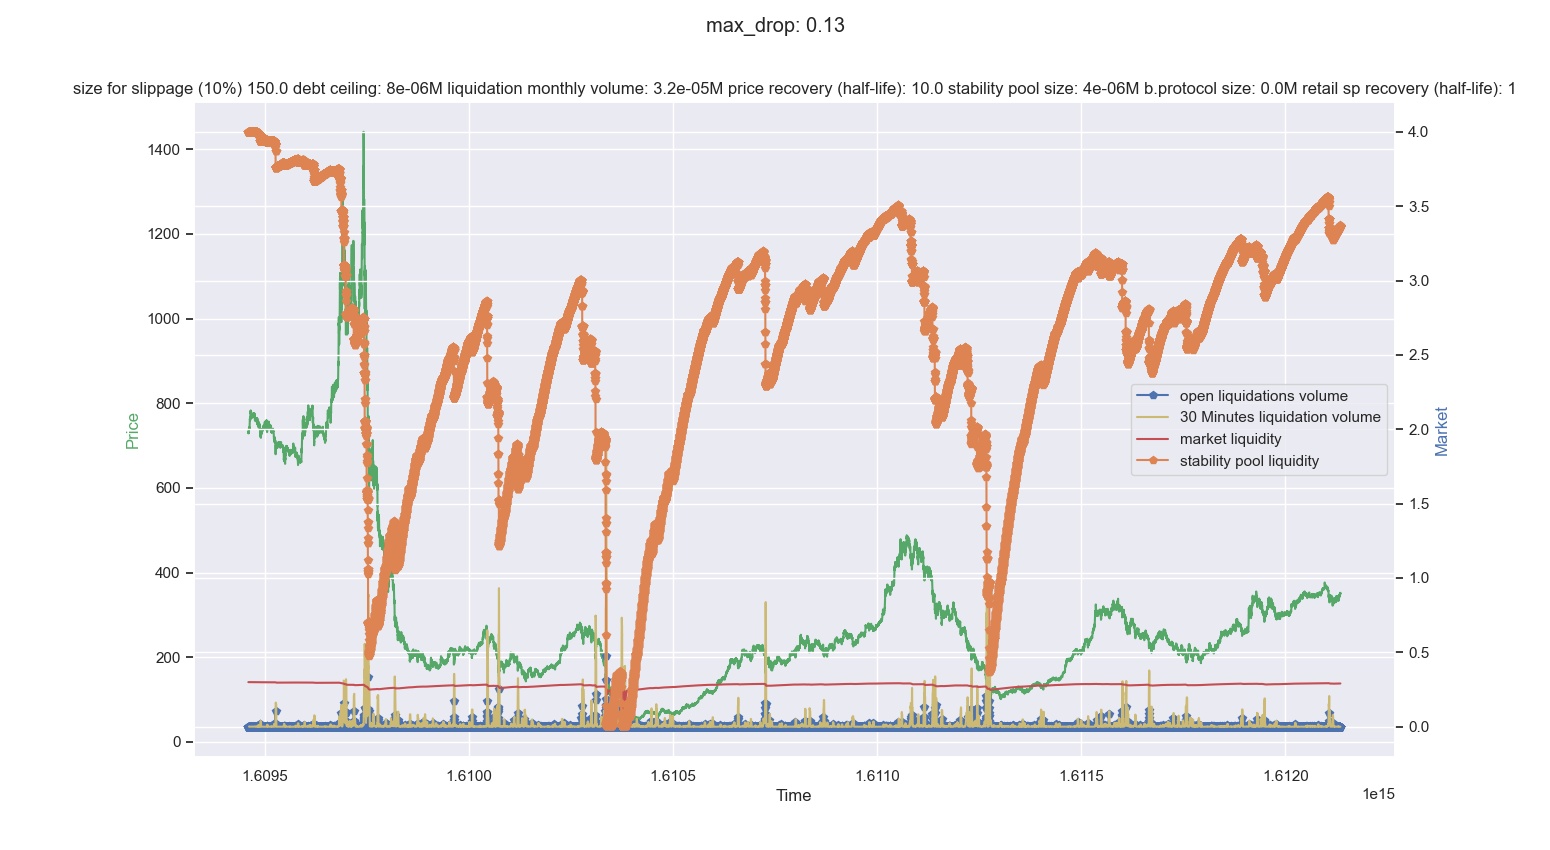 max_drop: 0.13
size for slippage (10%) 150.0 debt ceiling: 8e-06M liquidation monthly volume: 3.2e-05M price recovery (half-life): 10.0 stability pool size: 4e-06M b.protocol size: 0.0M retail sp recovery (half-life): 1
1400
1200
1000
800
600
400
200
0
Price
4.0
3.5
3.0
2.5
2.0
1.5
1.0
0.5
0.0
Market
open liquidations volume
30 Minutes liquidation volume
market liquidity
stability pool liquidity
1.6095 1.6100 1.6105 1.6110 1.6115 1.6120
Time
1e15